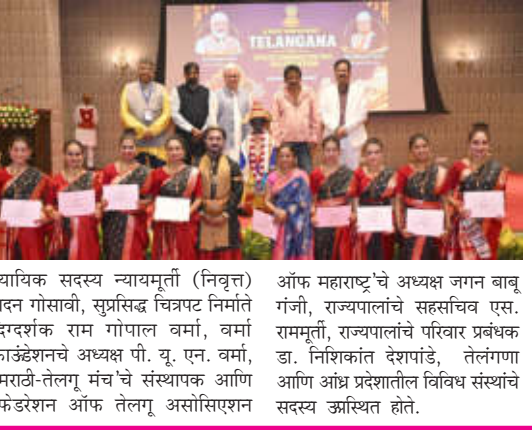 TELANGANA
यायिक सदस्य न्यायमूर्ती (निवृत्त)
दन गोसावी, सुप्रसिद्ध चित्रपट निर्माते
दग्दर्शक राम गोपाल वर्मा, वर्मा
काऊंडेशनचे अध्यक्ष पी. यू. एन. वर्मा,
मराठी-तेलगू मंच'चे संस्थापक आणि
फेडरेशन ऑफ तेलगू असोसिएशन
ऑफ महाराष्ट्र'चे अध्यक्ष जगन बाबू
गंजी, राज्यपालांचे सहसचिव एस.
राममूर्ती, राज्यपालांचे परिवार प्रबंधक
डा. निशिकांत देशपांडे, तेलंगणा
आणि आंध्र प्रदेशातील विविध संस्थांचे
सदस्य उपस्थित होते.